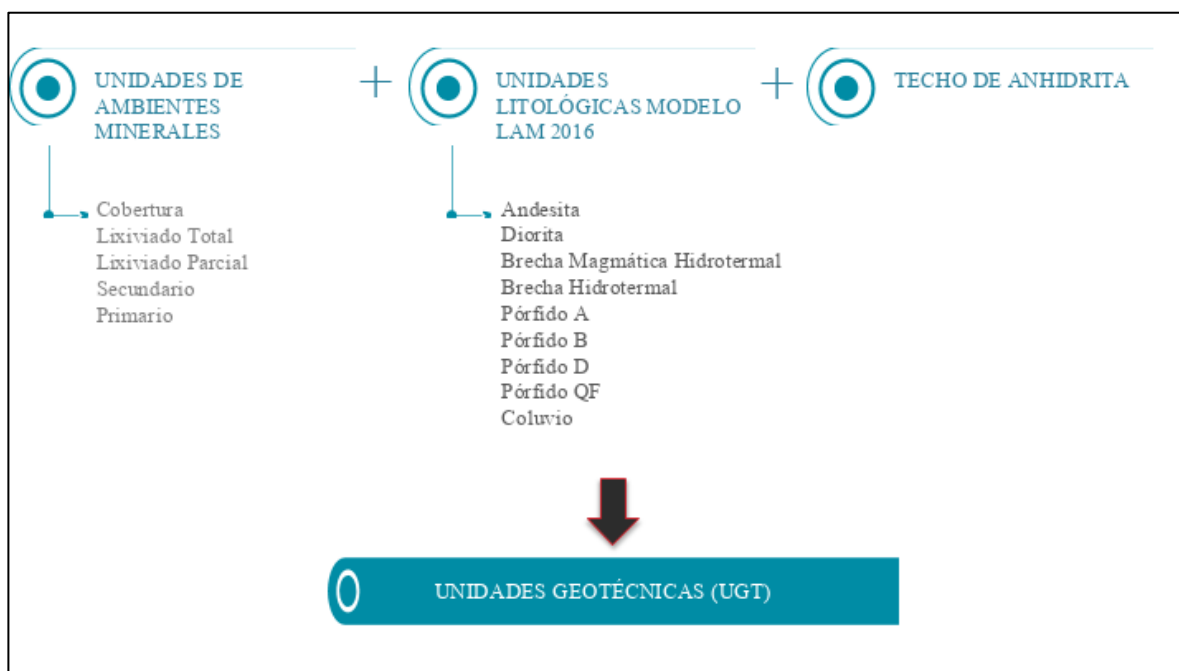 UNIDADES DE
AMBIENTES
MINERALES
Cobertura
Lixiviado Total
Lixiviado Parcial
Secundario
Primario
UNIDADES
LITOLÓGICAS MODELO
LAM 2016
Andesita
Diorita
Brecha Magmática Hidrotermal
Brecha Hidrotermal
Pórfido A
Pórfido B
Pórfido D
Pórfido QF
Coluvio
TECHO DE ANHIDRITA
UNIDADES GEOTÉCNICAS (UGT)